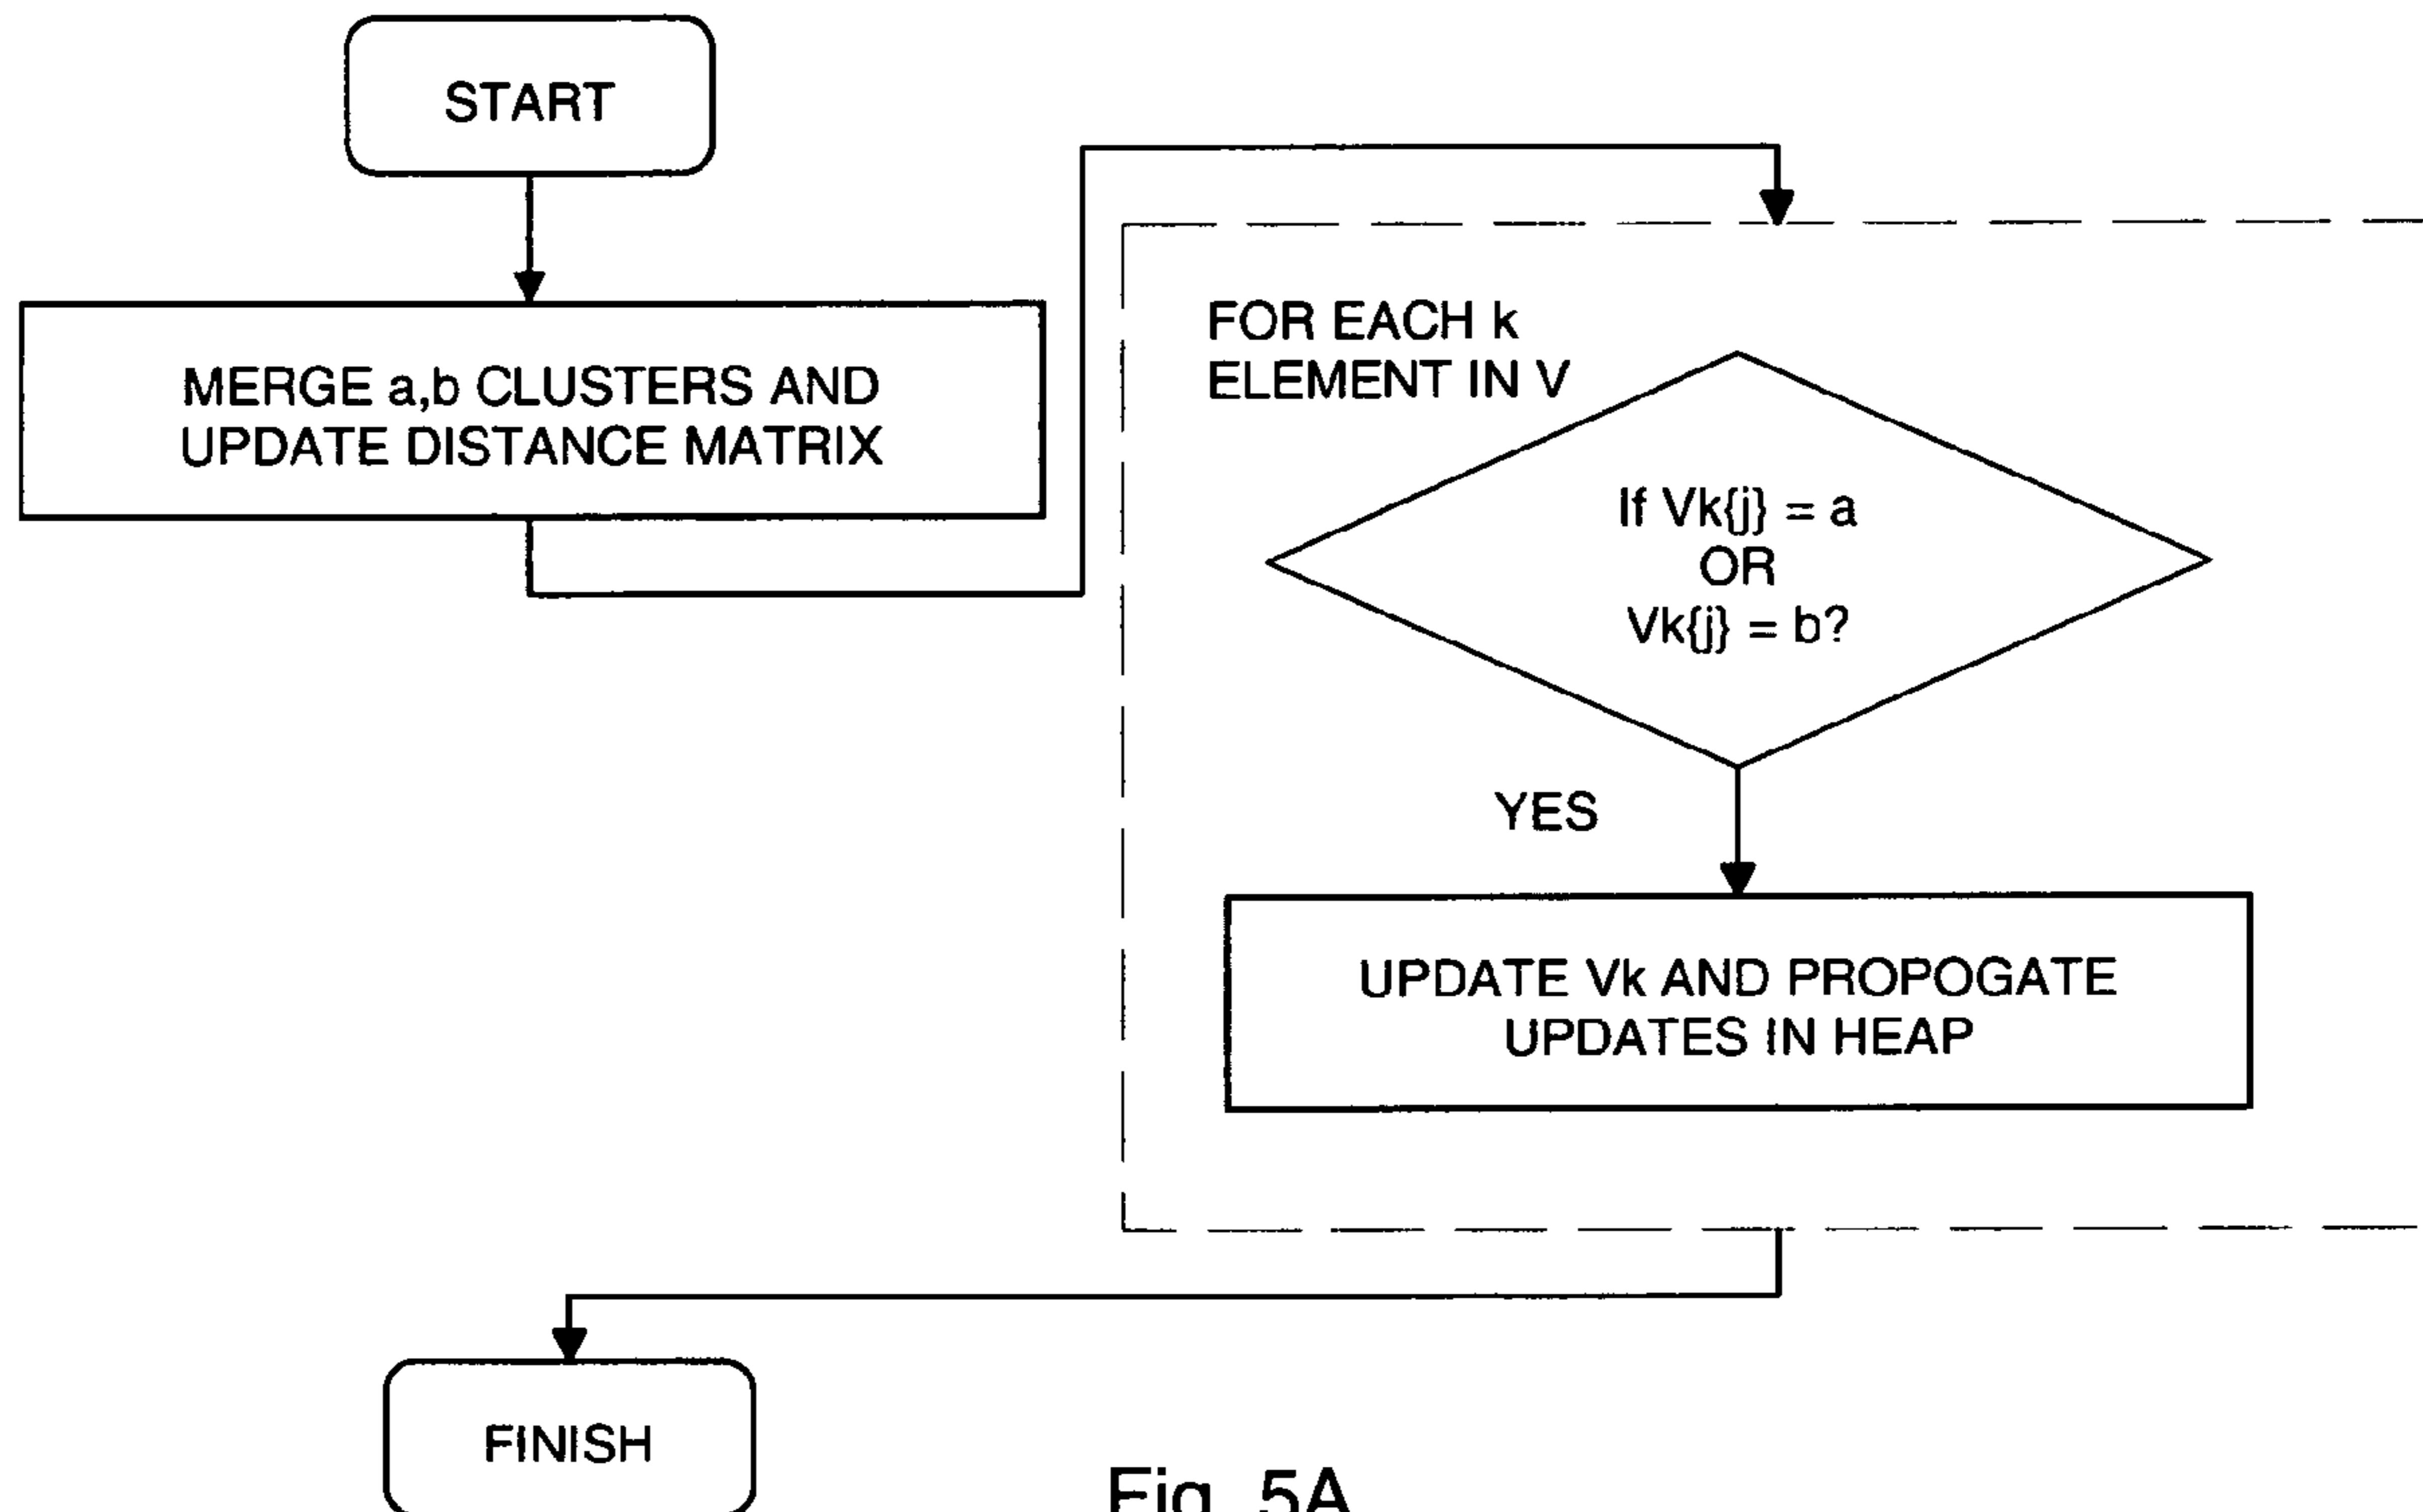 START
MERGE a,b CLUSTERS AND
UPDATE DISTANCE MATRIX
FOR EACH k
ELEMENT IN V
If Vk{j} = a
OR
Vk{j} = b?
YES
UPDATE Vk AND PROPOGATE
UPDATES IN HEAP
FINISH
Fig. 5A